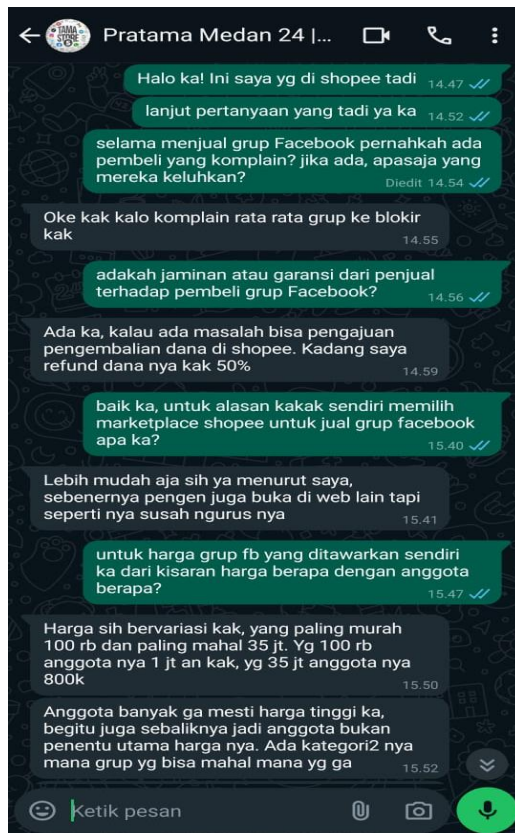 TAMA
STORE
Pratama Medan 24 |...
Halo ka! Ini saya yg di shopee tadi 14.47
lanjut pertanyaan yang tadi ya ka 14.52
selama menjual grup Facebook pernahkah ada
pembeli yang komplain? jika ada, apasaja yang
mereka keluhkan?
Diedit 14.54
Oke kak kalo komplain rata rata grup ke blokir
kak
14.55
adakah jaminan atau garansi dari penjual
terhadap pembeli grup Facebook?
14.56
Ada ka, kalau ada masalah bisa pengajuan
pengembalian dana di shopee. Kadang saya
refund dana nya kak 50%
14.59
baik ka, untuk alasan kakak sendiri memilih
marketplace shopee untuk jual grup facebook
apa ka?
15.40
Lebih mudah aja sih ya menurut saya,
sebenernya pengen juga buka di web lain tapi
seperti nya susah ngurus nya
15.41
untuk harga grup fb yang ditawarkan sendiri
ka dari kisaran harga berapa dengan anggota
berapa?
15.47
Harga sih bervariasi kak, yang paling murah
100 rb dan paling mahal 35 jt. Yg 100 rb
anggota nya 1 jt an kak, yg 35 jt anggota nya
800k
15.50
Anggota banyak ga mesti harga tinggi ka,
begitu juga sebaliknya jadi anggota bukan
penentu utama harga nya. Ada kategori2 nya
mana grup yg bisa mahal mana yg ga
15.52
Ketik pesan